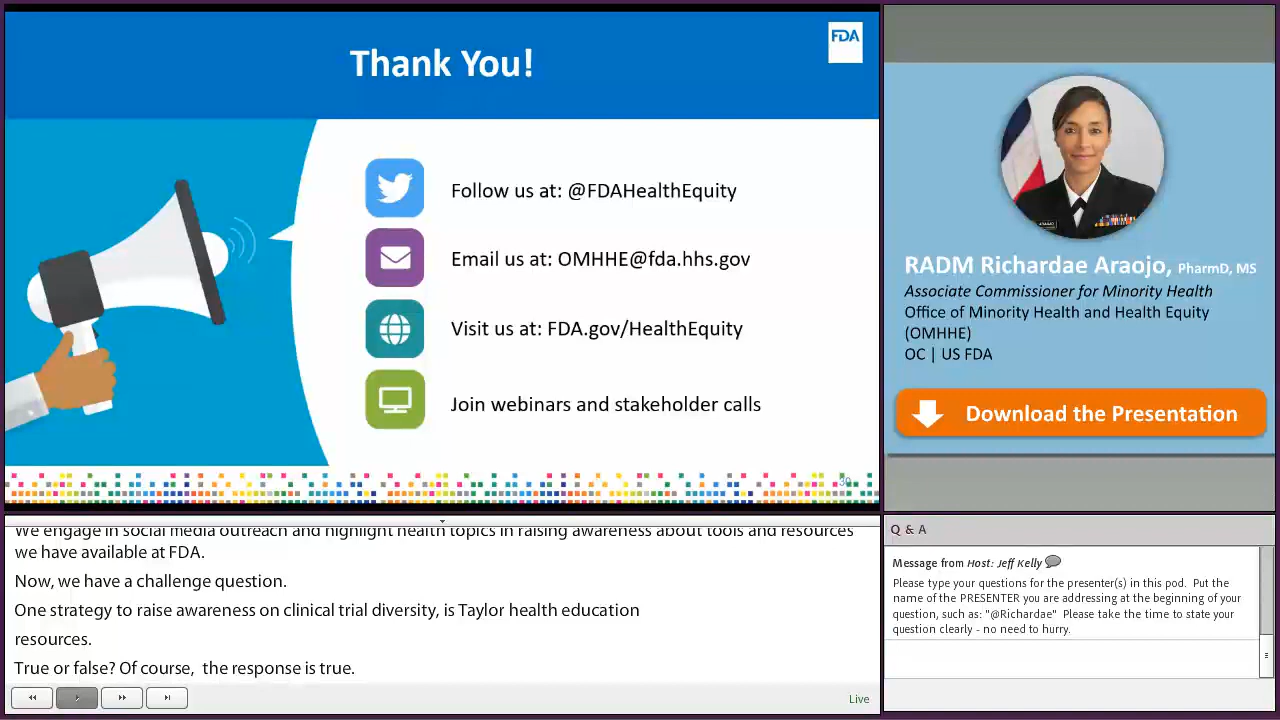 Thank You!
FDA
Follow us at: @FDAHealthEquity
Email us at: OMHHE@fda.hhs.gov
Visit us at: FDA.gov/HealthEquity
Join webinars and stakeholder calls
30
RADM Richardae Araojo, PharmD, MS
Associate Commissioner for Minority Health
Office of Minority Health and Health Equity
(OMHHE)
OC | US FDA
Download the Presentation
We engage in social media outreach and highlight health topics in raising awareness about tools and resources
we have available at FDA.
Now, we have a challenge question.
One strategy to raise awareness on clinical trial diversity, is Taylor health education
resources.
True or false? Of course,  the response is true.
Live
Q & A
Message from Host: Jeff Kelly
Please type your questions for the presenter(s) in this pod.  Put the
name of the PRESENTER you are addressing at the beginning of your
question, such as: "@Richardae"  Please take the time to state your
question clearly - no need to hurry.